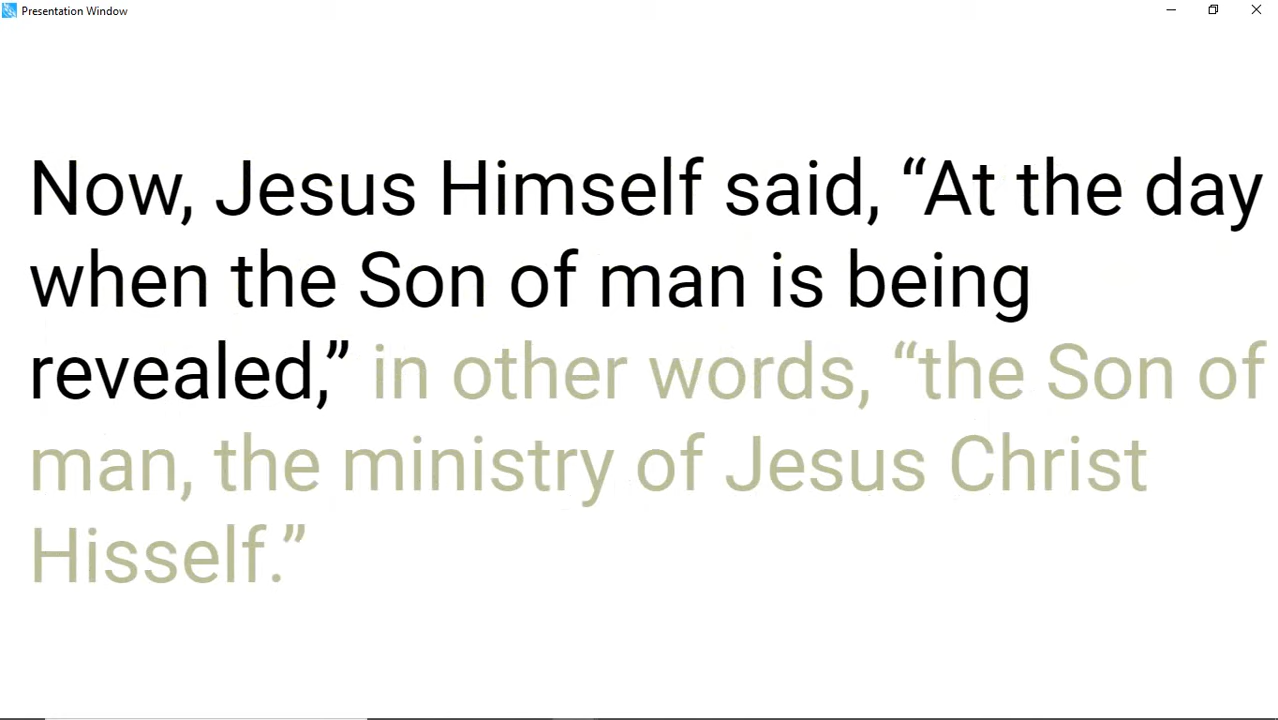 Presentation Window
Now, Jesus Himself said, “At the day
when the Son of man is being
revealed,” in other words, “the Son of
man, the ministry of Jesus Christ
Hisself.”